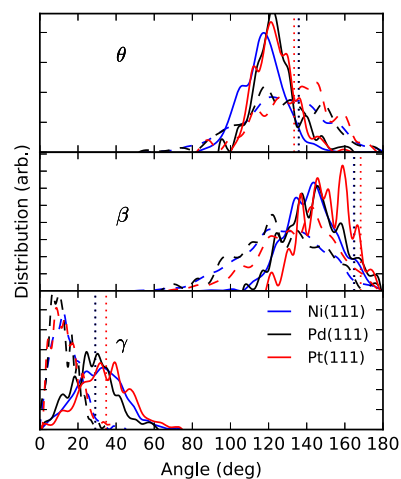 θ
β
γ
Distribution (arb.)
Ni(111)
Pd(111)
Pt(111)
0 20 40 60 80 100 120 140 160 180
Angle (deg)